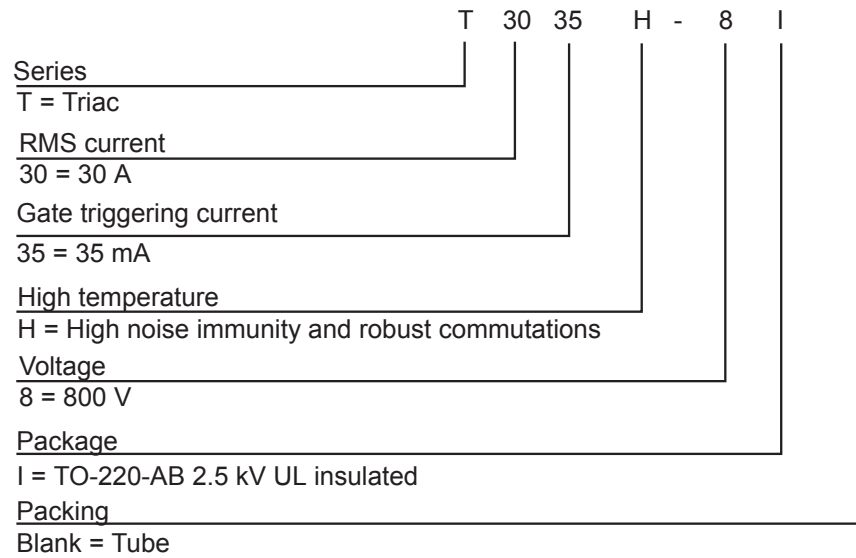 T 30 35 H - 8 I
Series
T = Triac
RMS current
30 = 30 A
Gate triggering current
35 = 35 mA
High temperature
H = High noise immunity and robust commutations
Voltage
8 = 800 V
Package
I = TO-220-AB 2.5 kV UL insulated
Packing
Blank = Tube